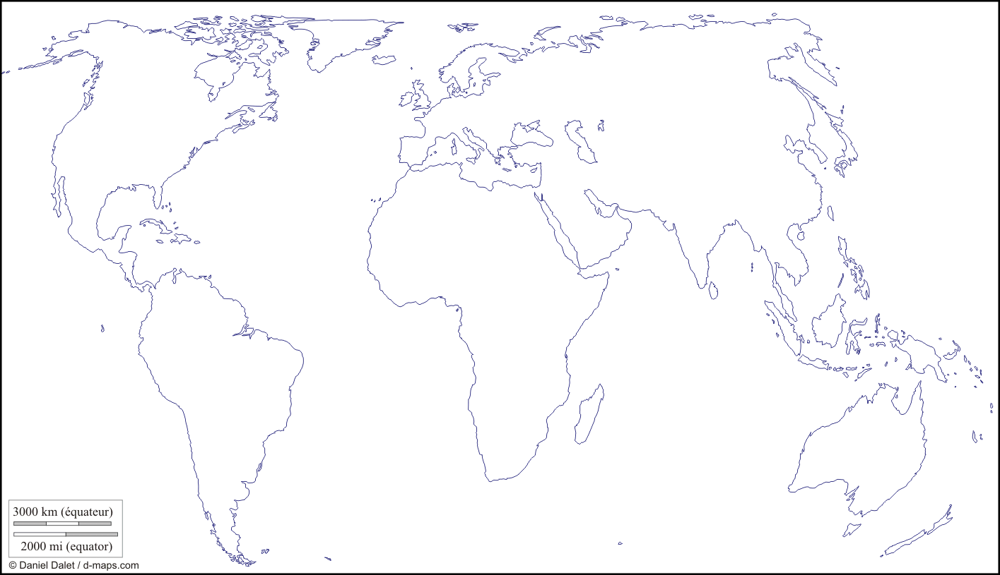 3000 km (équateur)
2000 mi (equator)
© Daniel Dalet / d-maps.com